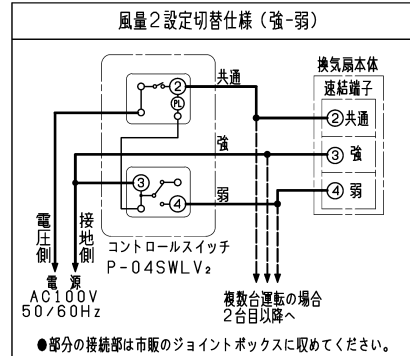 風量2設定切替仕様(強-弱)
共通
換気扇本体
速結端子
②
PL
②共通
強
③ 強
③
弱
④ 弱
④
電圧側
接地側
コントロールスイッチ
P-04SWLV₂
電 源
AC100V
50/60Hz
複数台運転の場合
2台目以降へ
●部分の接続部は市販のジョイントボックスに収めてください。